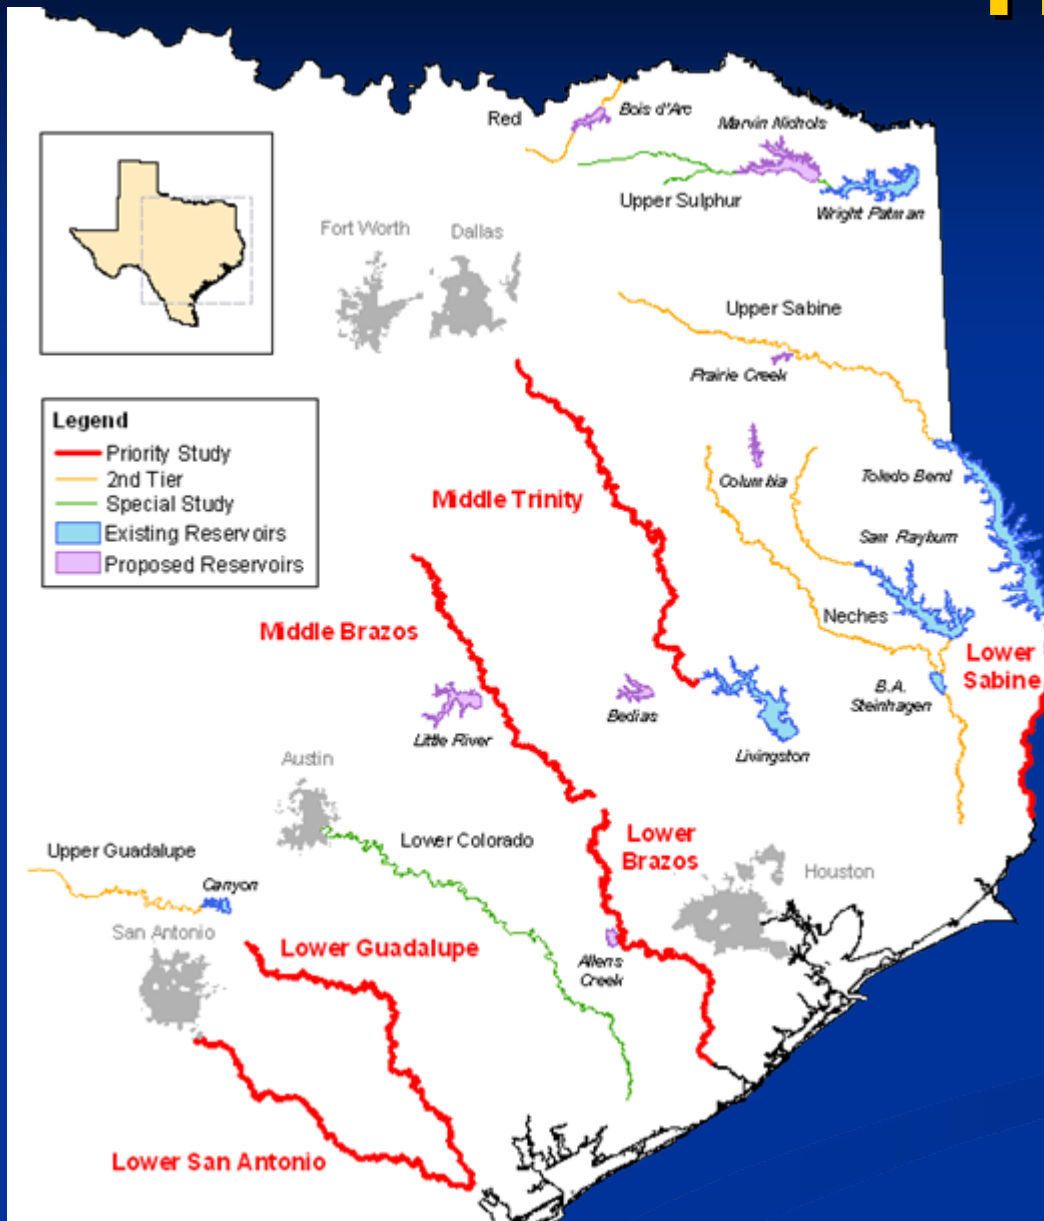 Red
Bois d'Arc
Marvin Nichols
Upper Sulphur
Wright Patman
Fort Worth
Dallas
Upper Sabine
Prairie Creek
Legend
Priority Study
2nd Tier
Special Study
Existing Reservoirs
Proposed Reservoirs
Columbia
Toledo Bend
Middle Trinity
Sam Rayburn
Neches
Middle Brazos
Lower
Sabine
B.A.
Steinhagen
Bedias
Little River
Livingston
Austin
Lower Colorado
Lower
Brazos
Upper Guadalupe
Houston
Canyon
San Antonio
Lower Guadalupe
Allens
Creek
Lower San Antonio